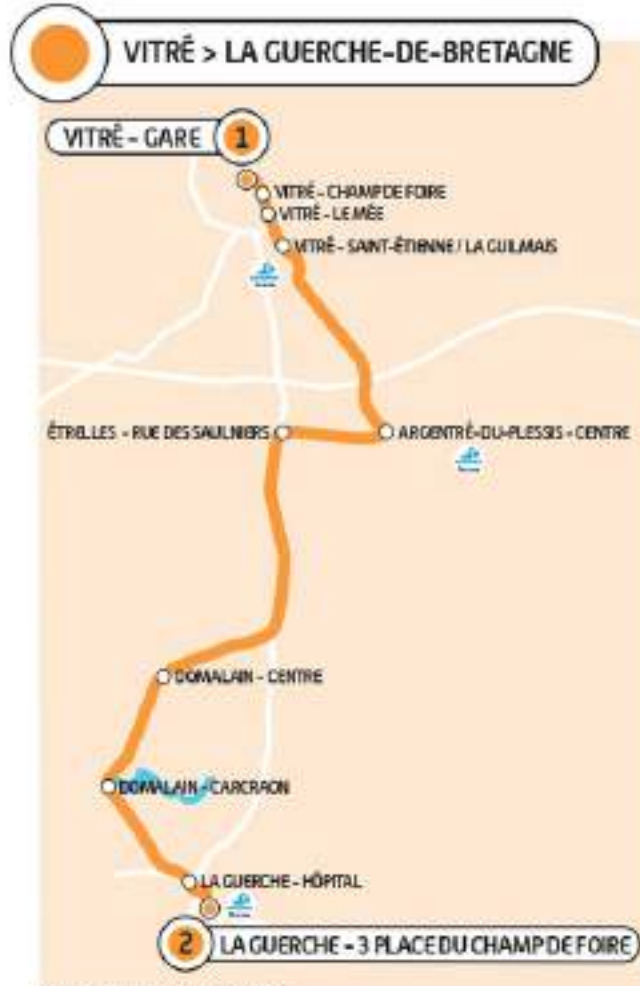 VITRÉ > LA GUERCHE-DE-BRETAGNE
VITRÉ - GARE 1
VITRÉ - CHAMP DE FOIRE
VITRÉ - LE MÉE
VITRÉ - SAINT-ÉTIENNE / LA GUILMAIS
ÉTRELLES - RUE DES SAULNIERS
ARGENTRÉ-DU-PLESSIS - CENTRE
DOMALAIN - CENTRE
DOMALAIN - CARCRAON
LA GUERCHE - HÔPITAL
2 LA GUERCHE - 3 PLACE DU CHAMP DE FOIRE